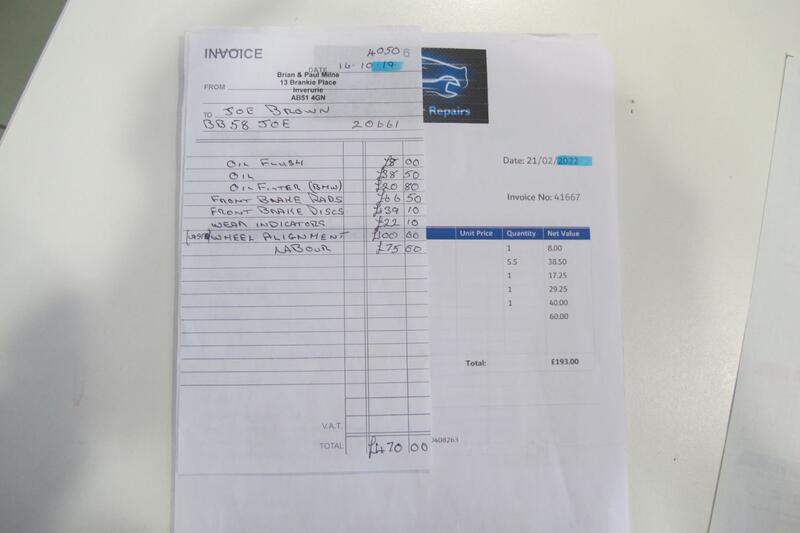 INVOICE
4050 6
DATE 16.10.19
Brian & Paul Milne
13 Brankie Place
Inverurie
AB51 4GN
FROM
TO JOE BROWN
BB58 JOE 20661
OIL FLUSH £8 00
OIL £38 50
OIL FILTER (BMW) £20 80
FRONT BRAKE PADS £66 50
FRONT BRAKE DISCS £139 10
WEAR INDICATORS £22 10
WHEEL ALIGNMENT £100 00
LABOUR £75 00
V.A.T.
TOTAL £470 00
r Repairs
Date: 21/02/2022
Invoice No: 41667
Unit Price Quantity Net Value
1 8.00
5.5 38.50
1 17.25
1 29.25
1 40.00
60.00
Total: £193.00
0408263